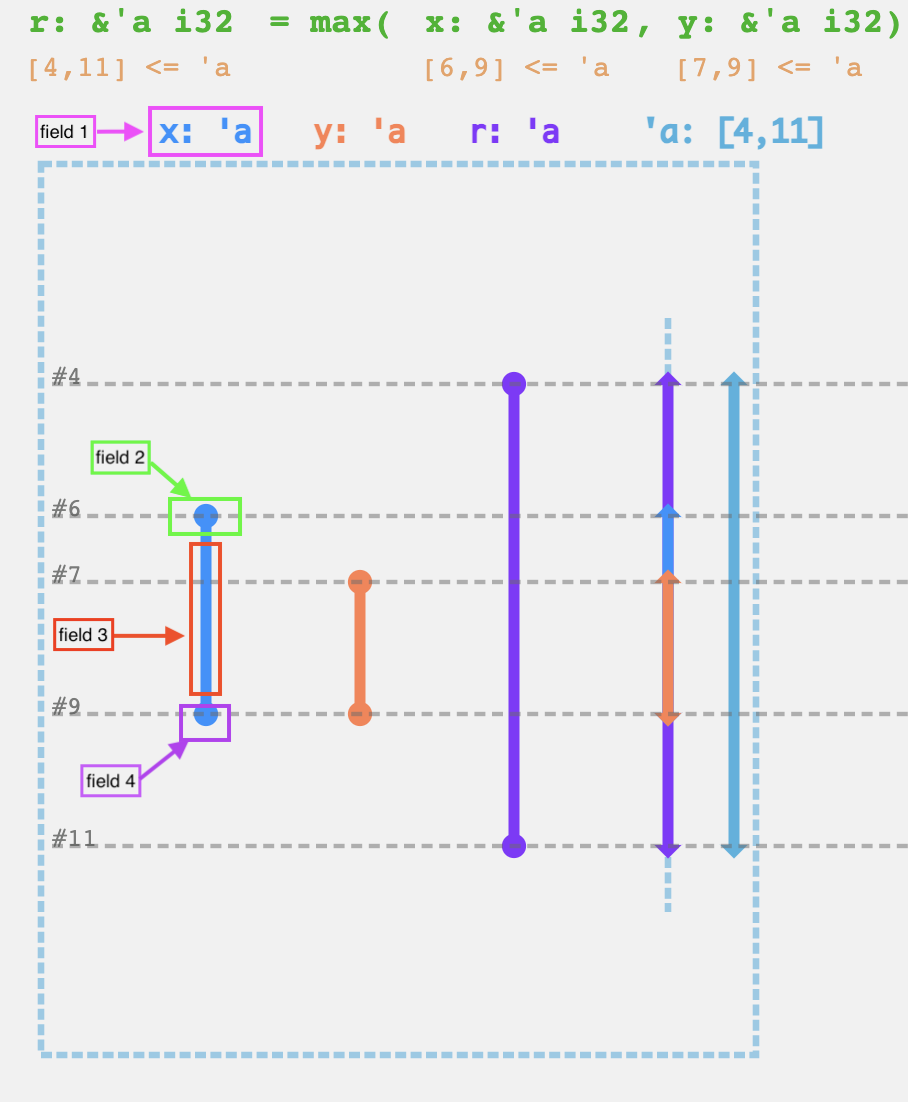 r: &'a i32 = max( x: &'a i32, y: &'a i32)
[4,11] <= 'a [6,9] <= 'a [7,9] <= 'a
field 1 x: 'a y: 'a r: 'a 'a: [4,11]
#4
field 2
#6
#7
field 3
#9
field 4
#11